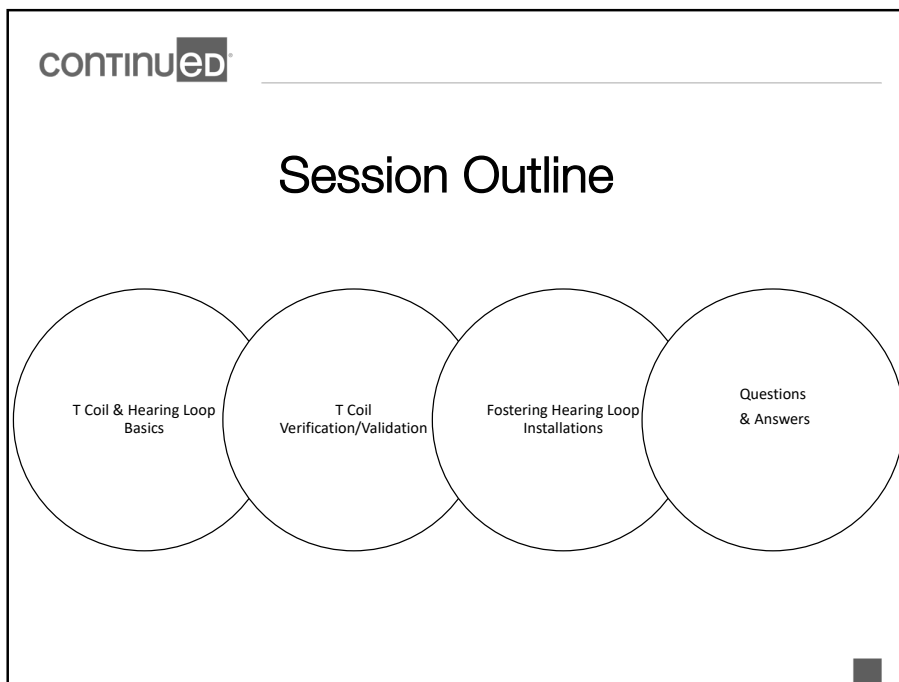 continued®
Session Outline
T Coil & Hearing Loop
Basics
T Coil
Verification/Validation
Fostering Hearing Loop
Installations
Questions
& Answers